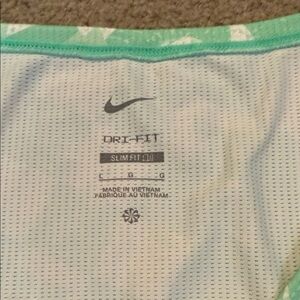 DRI-FIT
SLIM FIT
L G G
MADE IN VIETNAM
FABRIQUÉ AU VIETNAM